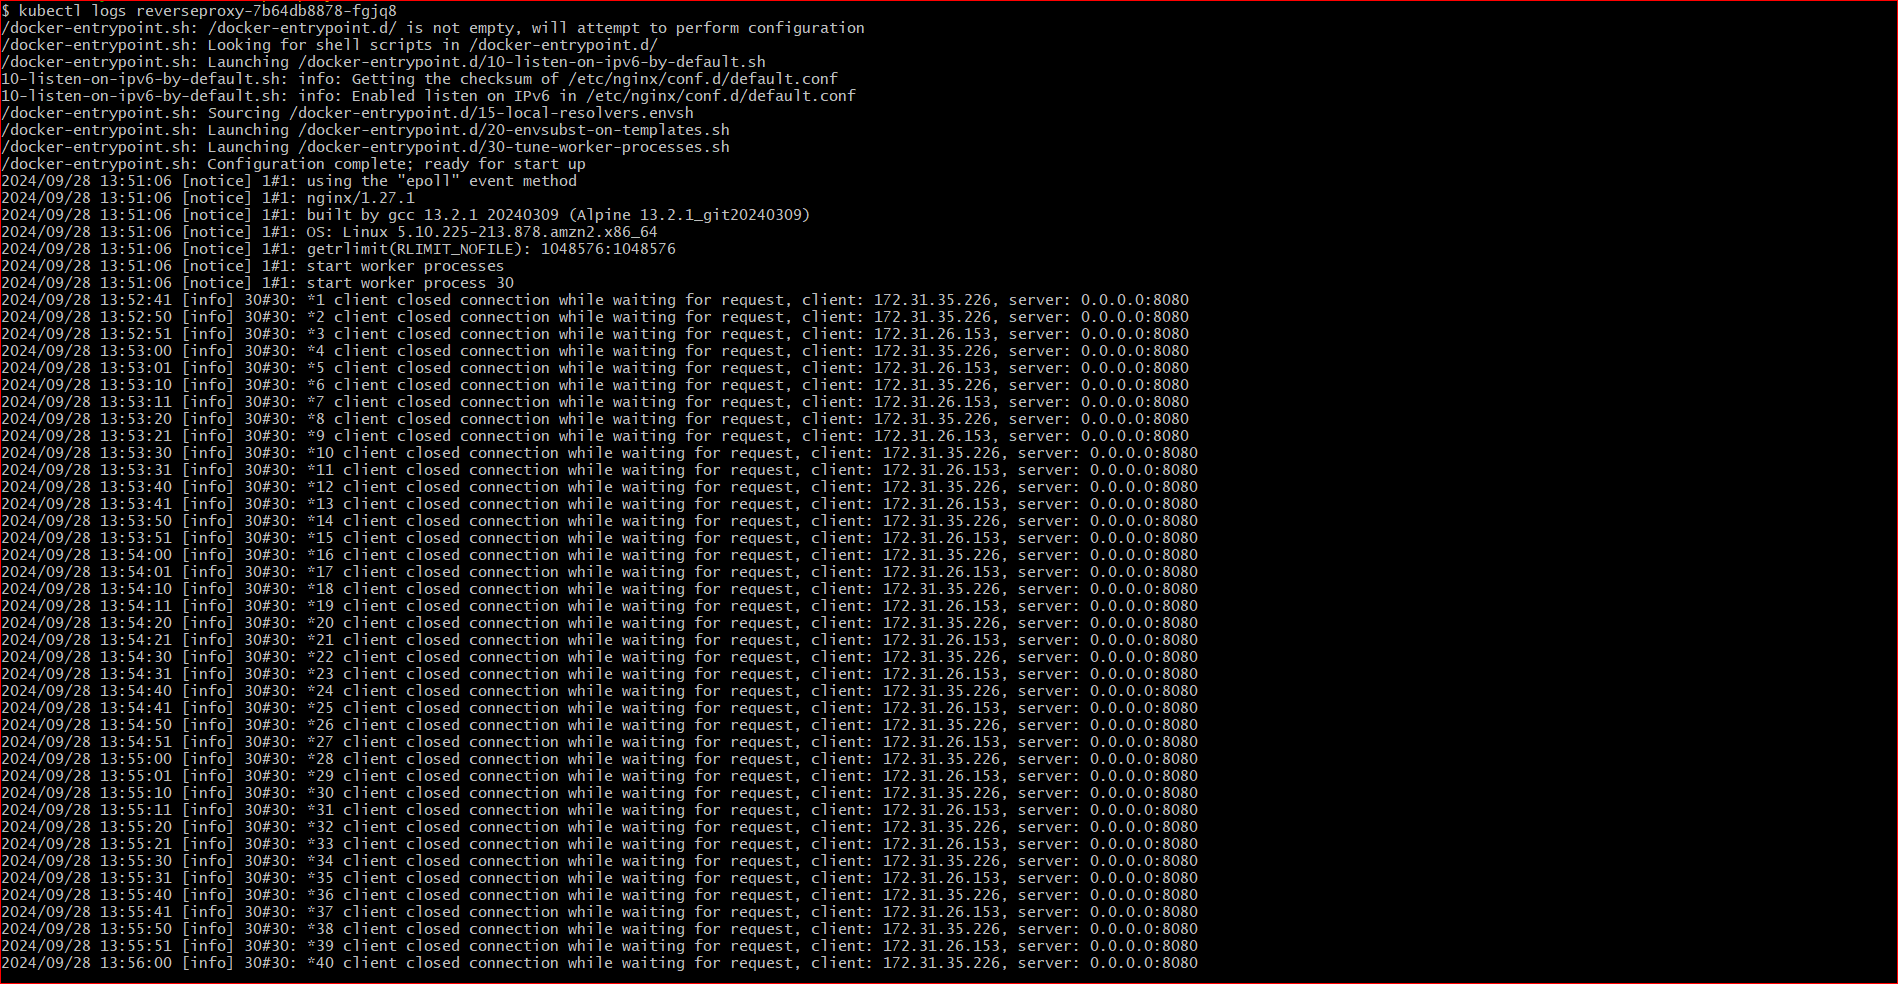 $ kubectl logs reverseproxy-7b64db8878-fgjq8
/docker-entrypoint.sh: /docker-entrypoint.d/ is not empty, will attempt to perform configuration
/docker-entrypoint.sh: Looking for shell scripts in /docker-entrypoint.d/
/docker-entrypoint.sh: Launching /docker-entrypoint.d/10-listen-on-ipv6-by-default.sh
10-listen-on-ipv6-by-default.sh: info: Getting the checksum of /etc/nginx/conf.d/default.conf
10-listen-on-ipv6-by-default.sh: info: Enabled listen on IPv6 in /etc/nginx/conf.d/default.conf
/docker-entrypoint.sh: Sourcing /docker-entrypoint.d/15-local-resolvers.envsh
/docker-entrypoint.sh: Launching /docker-entrypoint.d/20-envsubst-on-templates.sh
/docker-entrypoint.sh: Launching /docker-entrypoint.d/30-tune-worker-processes.sh
/docker-entrypoint.sh: Configuration complete; ready for start up
2024/09/28 13:51:06 [notice] 1#1: using the "epoll" event method
2024/09/28 13:51:06 [notice] 1#1: nginx/1.27.1
2024/09/28 13:51:06 [notice] 1#1: built by gcc 13.2.1 20240309 (Alpine 13.2.1_git20240309)
2024/09/28 13:51:06 [notice] 1#1: OS: Linux 5.10.225-213.878.amzn2.x86_64
2024/09/28 13:51:06 [notice] 1#1: getrlimit(RLIMIT_NOFILE): 1048576:1048576
2024/09/28 13:51:06 [notice] 1#1: start worker processes
2024/09/28 13:51:06 [notice] 1#1: start worker process 30
2024/09/28 13:52:41 [info] 30#30: *1 client closed connection while waiting for request, client: 172.31.35.226, server: 0.0.0.0:8080
2024/09/28 13:52:50 [info] 30#30: *2 client closed connection while waiting for request, client: 172.31.35.226, server: 0.0.0.0:8080
2024/09/28 13:52:51 [info] 30#30: *3 client closed connection while waiting for request, client: 172.31.26.153, server: 0.0.0.0:8080
2024/09/28 13:53:00 [info] 30#30: *4 client closed connection while waiting for request, client: 172.31.35.226, server: 0.0.0.0:8080
2024/09/28 13:53:01 [info] 30#30: *5 client closed connection while waiting for request, client: 172.31.26.153, server: 0.0.0.0:8080
2024/09/28 13:53:10 [info] 30#30: *6 client closed connection while waiting for request, client: 172.31.35.226, server: 0.0.0.0:8080
2024/09/28 13:53:11 [info] 30#30: *7 client closed connection while waiting for request, client: 172.31.26.153, server: 0.0.0.0:8080
2024/09/28 13:53:20 [info] 30#30: *8 client closed connection while waiting for request, client: 172.31.35.226, server: 0.0.0.0:8080
2024/09/28 13:53:21 [info] 30#30: *9 client closed connection while waiting for request, client: 172.31.26.153, server: 0.0.0.0:8080
2024/09/28 13:53:30 [info] 30#30: *10 client closed connection while waiting for request, client: 172.31.35.226, server: 0.0.0.0:8080
2024/09/28 13:53:31 [info] 30#30: *11 client closed connection while waiting for request, client: 172.31.26.153, server: 0.0.0.0:8080
2024/09/28 13:53:40 [info] 30#30: *12 client closed connection while waiting for request, client: 172.31.35.226, server: 0.0.0.0:8080
2024/09/28 13:53:41 [info] 30#30: *13 client closed connection while waiting for request, client: 172.31.26.153, server: 0.0.0.0:8080
2024/09/28 13:53:50 [info] 30#30: *14 client closed connection while waiting for request, client: 172.31.35.226, server: 0.0.0.0:8080
2024/09/28 13:53:51 [info] 30#30: *15 client closed connection while waiting for request, client: 172.31.26.153, server: 0.0.0.0:8080
2024/09/28 13:54:00 [info] 30#30: *16 client closed connection while waiting for request, client: 172.31.35.226, server: 0.0.0.0:8080
2024/09/28 13:54:01 [info] 30#30: *17 client closed connection while waiting for request, client: 172.31.26.153, server: 0.0.0.0:8080
2024/09/28 13:54:10 [info] 30#30: *18 client closed connection while waiting for request, client: 172.31.35.226, server: 0.0.0.0:8080
2024/09/28 13:54:11 [info] 30#30: *19 client closed connection while waiting for request, client: 172.31.26.153, server: 0.0.0.0:8080
2024/09/28 13:54:20 [info] 30#30: *20 client closed connection while waiting for request, client: 172.31.35.226, server: 0.0.0.0:8080
2024/09/28 13:54:21 [info] 30#30: *21 client closed connection while waiting for request, client: 172.31.26.153, server: 0.0.0.0:8080
2024/09/28 13:54:30 [info] 30#30: *22 client closed connection while waiting for request, client: 172.31.35.226, server: 0.0.0.0:8080
2024/09/28 13:54:31 [info] 30#30: *23 client closed connection while waiting for request, client: 172.31.26.153, server: 0.0.0.0:8080
2024/09/28 13:54:40 [info] 30#30: *24 client closed connection while waiting for request, client: 172.31.35.226, server: 0.0.0.0:8080
2024/09/28 13:54:41 [info] 30#30: *25 client closed connection while waiting for request, client: 172.31.26.153, server: 0.0.0.0:8080
2024/09/28 13:54:50 [info] 30#30: *26 client closed connection while waiting for request, client: 172.31.35.226, server: 0.0.0.0:8080
2024/09/28 13:54:51 [info] 30#30: *27 client closed connection while waiting for request, client: 172.31.26.153, server: 0.0.0.0:8080
2024/09/28 13:55:00 [info] 30#30: *28 client closed connection while waiting for request, client: 172.31.35.226, server: 0.0.0.0:8080
2024/09/28 13:55:01 [info] 30#30: *29 client closed connection while waiting for request, client: 172.31.26.153, server: 0.0.0.0:8080
2024/09/28 13:55:10 [info] 30#30: *30 client closed connection while waiting for request, client: 172.31.35.226, server: 0.0.0.0:8080
2024/09/28 13:55:11 [info] 30#30: *31 client closed connection while waiting for request, client: 172.31.26.153, server: 0.0.0.0:8080
2024/09/28 13:55:20 [info] 30#30: *32 client closed connection while waiting for request, client: 172.31.35.226, server: 0.0.0.0:8080
2024/09/28 13:55:21 [info] 30#30: *33 client closed connection while waiting for request, client: 172.31.26.153, server: 0.0.0.0:8080
2024/09/28 13:55:30 [info] 30#30: *34 client closed connection while waiting for request, client: 172.31.35.226, server: 0.0.0.0:8080
2024/09/28 13:55:31 [info] 30#30: *35 client closed connection while waiting for request, client: 172.31.26.153, server: 0.0.0.0:8080
2024/09/28 13:55:40 [info] 30#30: *36 client closed connection while waiting for request, client: 172.31.35.226, server: 0.0.0.0:8080
2024/09/28 13:55:41 [info] 30#30: *37 client closed connection while waiting for request, client: 172.31.26.153, server: 0.0.0.0:8080
2024/09/28 13:55:50 [info] 30#30: *38 client closed connection while waiting for request, client: 172.31.35.226, server: 0.0.0.0:8080
2024/09/28 13:55:51 [info] 30#30: *39 client closed connection while waiting for request, client: 172.31.26.153, server: 0.0.0.0:8080
2024/09/28 13:56:00 [info] 30#30: *40 client closed connection while waiting for request, client: 172.31.35.226, server: 0.0.0.0:8080